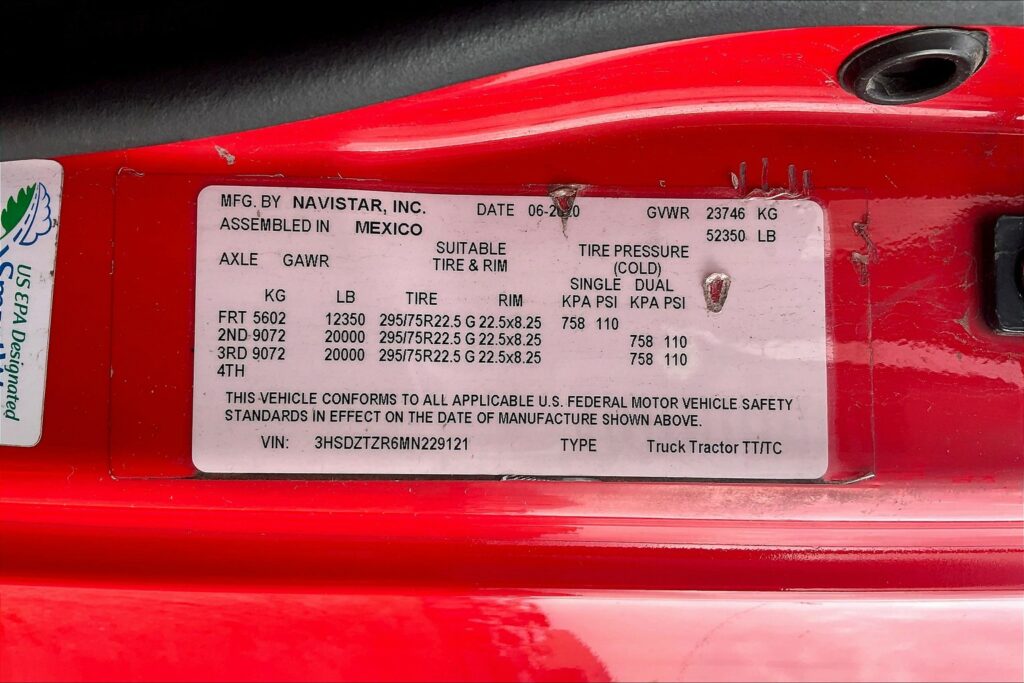 MFG. BY NAVISTAR, INC. DATE 06-2020 GVWR 23746 KG
ASSEMBLED IN MEXICO 52350 LB
AXLE GAWR SUITABLE TIRE & RIM TIRE PRESSURE (COLD)
SINGLE DUAL
KG LB TIRE RIM KPA PSI KPA PSI
FRT 5602 12350 295/75R22.5 G 22.5x8.25 758 110
2ND 9072 20000 295/75R22.5 G 22.5x8.25 758 110
3RD 9072 20000 295/75R22.5 G 22.5x8.25 758 110
4TH
THIS VEHICLE CONFORMS TO ALL APPLICABLE U.S. FEDERAL MOTOR VEHICLE SAFETY
STANDARDS IN EFFECT ON THE DATE OF MANUFACTURE SHOWN ABOVE.
VIN: 3HSDZTZR6MN229121 TYPE Truck Tractor TT/TC
US EPA Designated